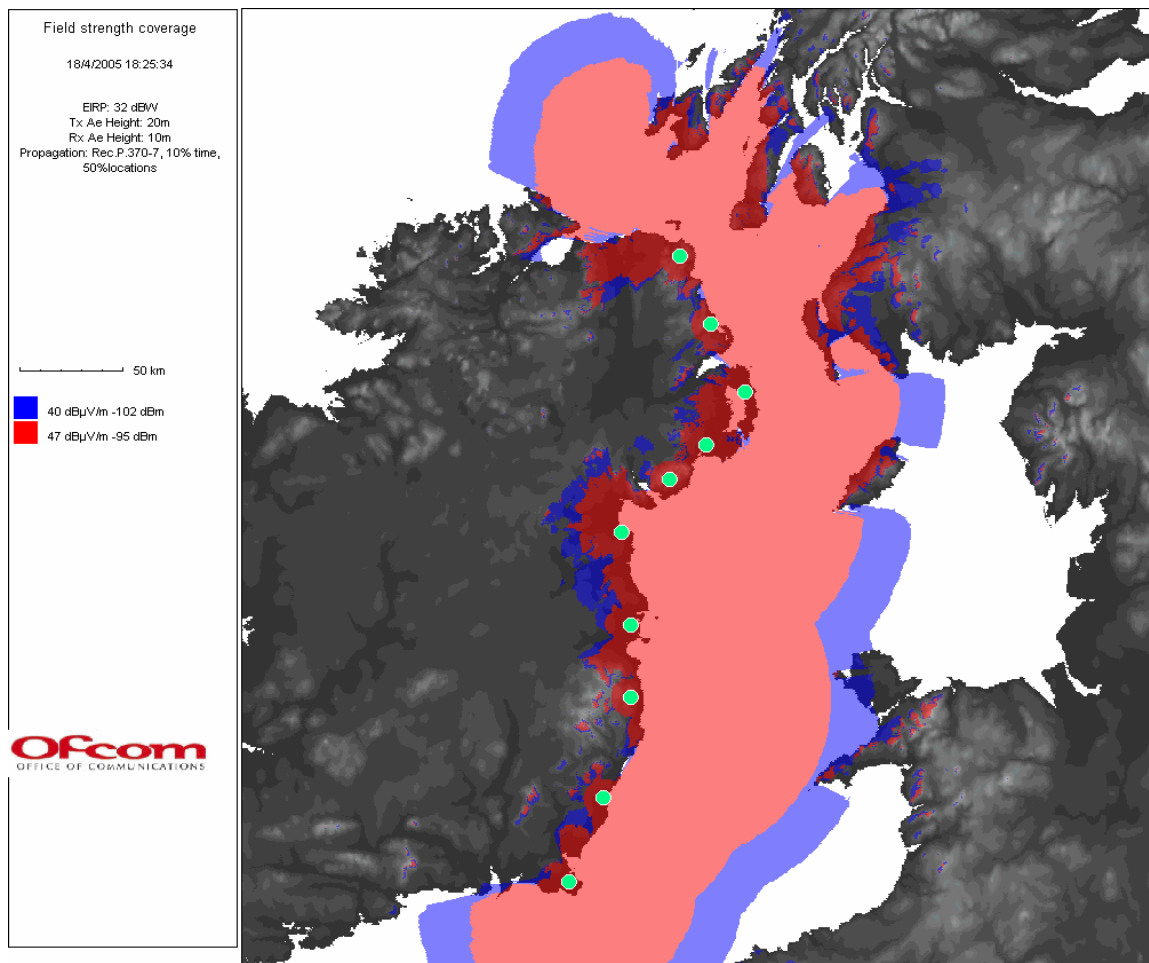 Field strength coverage
18/4/2005 18:25:34
EIRP: 32 dBW
Tx Ae Height: 20m
Rx Ae Height: 10m
Propagation: Rec.P.370-7, 10% time,
50%locations
50 km
40 dBµV/m -102 dBm
47 dBµV/m -95 dBm
Ofcom
OFFICE OF COMMUNICATIONS